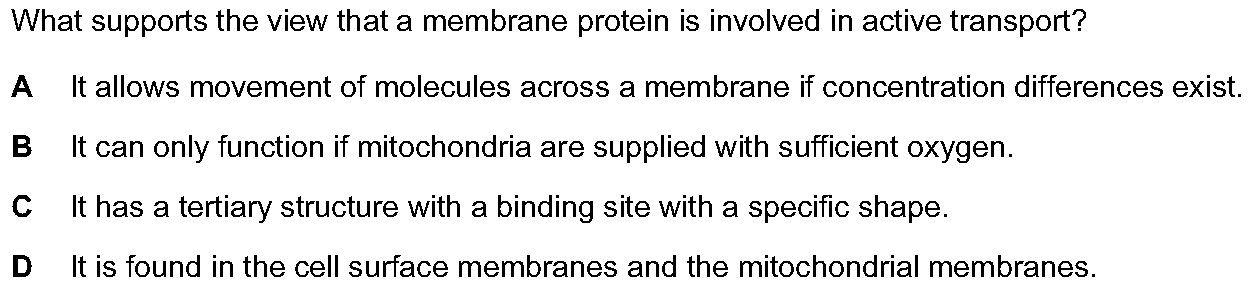 What supports the view that a membrane protein is involved in active transport?
A It allows movement of molecules across a membrane if concentration differences exist.
B It can only function if mitochondria are supplied with sufficient oxygen.
C It has a tertiary structure with a binding site with a specific shape.
D It is found in the cell surface membranes and the mitochondrial membranes.